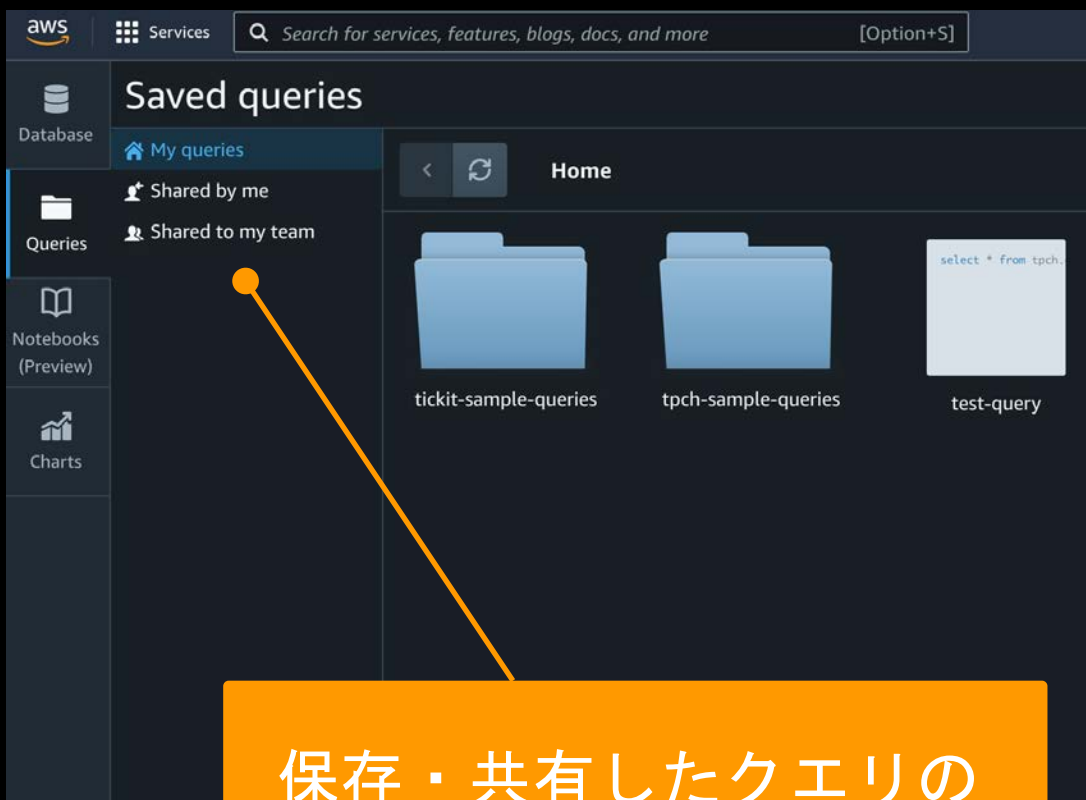 aws
Services
Search for services, features, blogs, docs, and more
[Option+S]
Saved queries
Database
My queries
Shared by me
Shared to my team
Home
Queries
Notebooks
(Preview)
Charts
select * from tpch.
tickit-sample-queries
tpch-sample-queries
test-query
保存・共有したクエリの